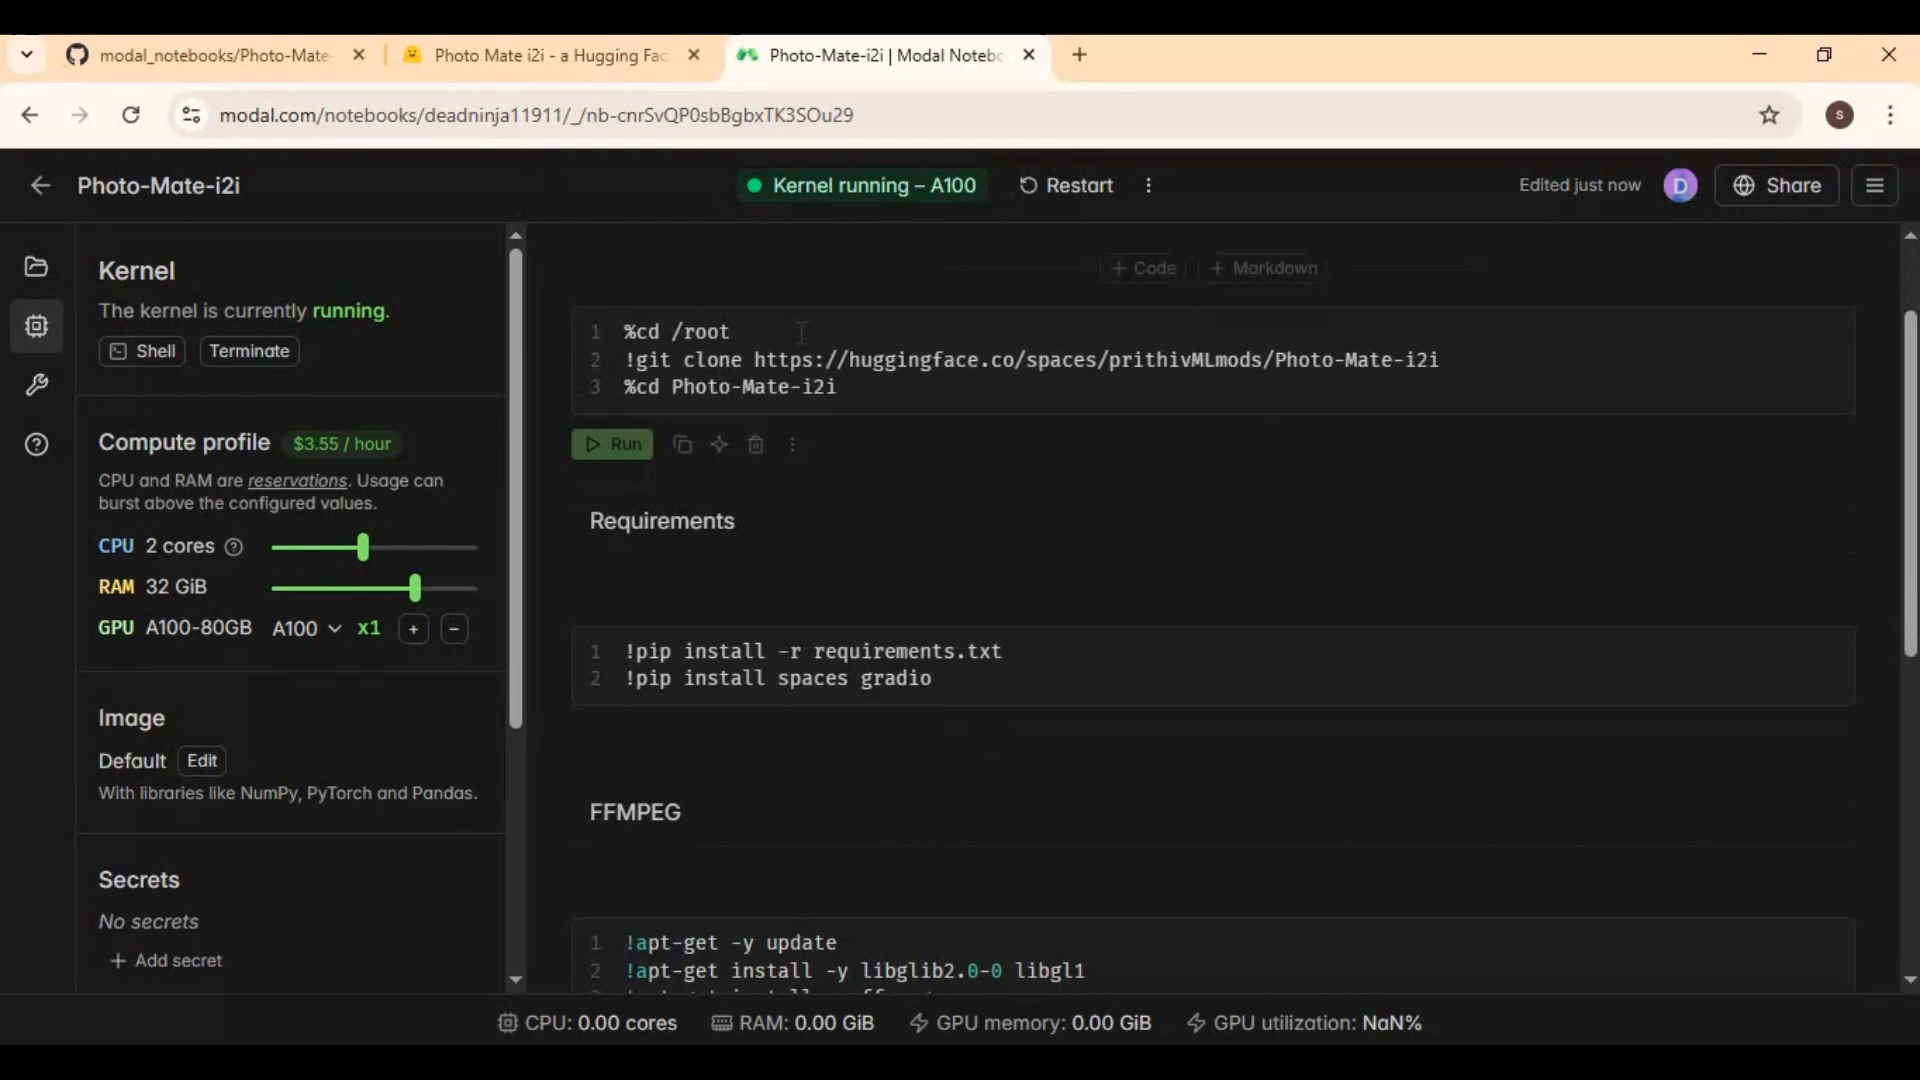 modal_notebooks/Photo-Mate-
Photo Mate i2i - a Hugging Fac
Photo-Mate-i2i | Modal Notebo
modal.com/notebooks/deadninja11911/_/nb-cnrSvQP0sbBgbxTK3SOu29
S
Photo-Mate-i2i
Kernel running – A100
Restart
Edited just now
D
Share
Kernel
The kernel is currently running.
Shell
Terminate
Compute profile $3.55 / hour
CPU and RAM are reservations. Usage can
burst above the configured values.
CPU 2 cores
RAM 32 GiB
GPU A100-80GB A100 x1 + -
Image
Default Edit
With libraries like NumPy, PyTorch and Pandas.
Secrets
No secrets
+ Add secret
+ Code + Markdown
1 %cd /root
2 !git clone https://huggingface.co/spaces/prithivMLmods/Photo-Mate-i2i
3 %cd Photo-Mate-i2i
Run
Requirements
1 !pip install -r requirements.txt
2 !pip install spaces gradio
FFMPEG
1 !apt-get -y update
2 !apt-get install -y libglib2.0-0 libgl1
CPU: 0.00 cores RAM: 0.00 GiB GPU memory: 0.00 GiB GPU utilization: NaN%